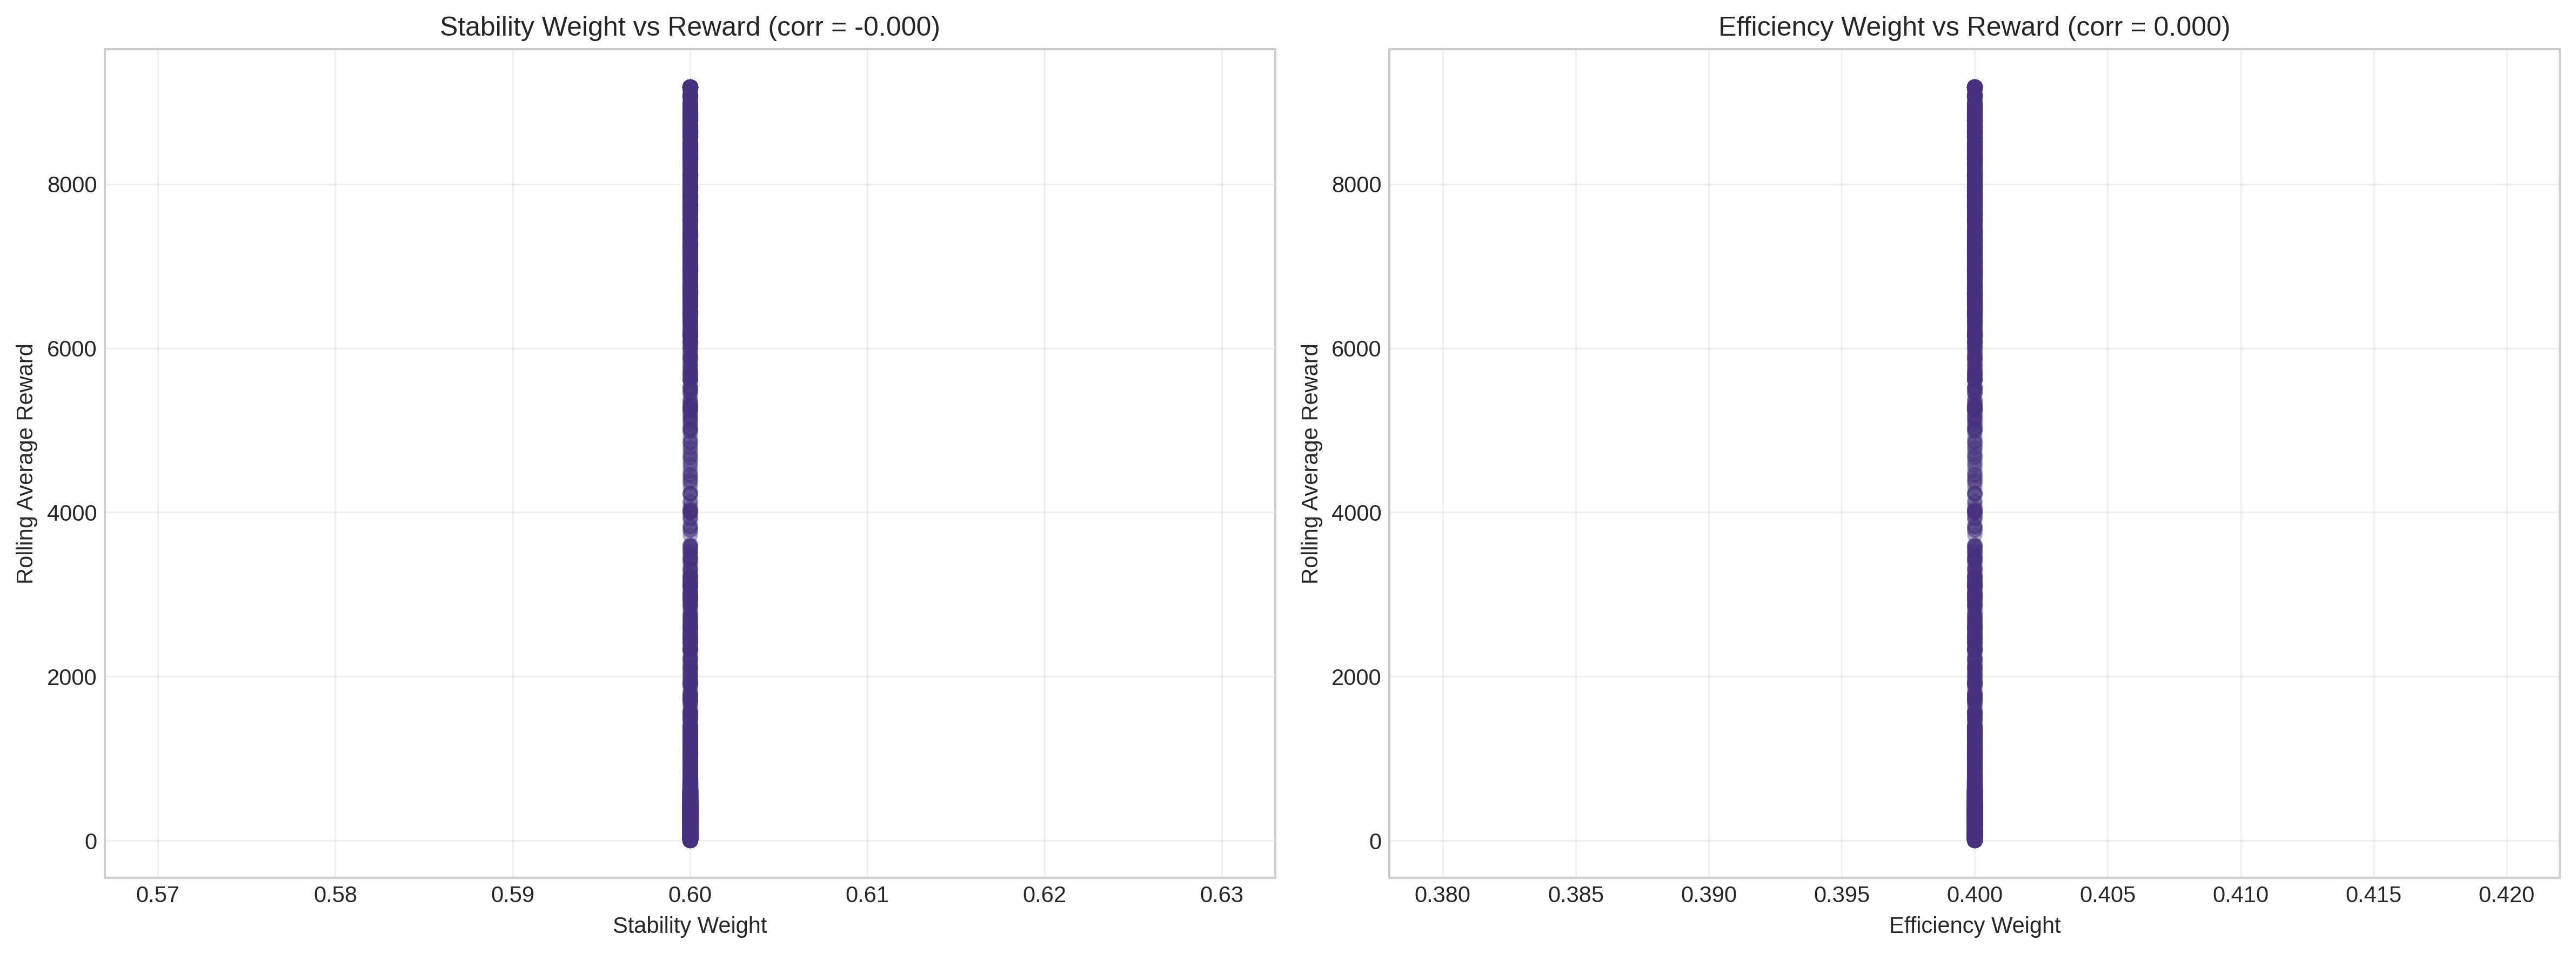 Stability Weight vs Reward (corr = -0.000)
Rolling Average Reward
8000
6000
4000
2000
0
0.57 0.58 0.59 0.60 0.61 0.62 0.63
Stability Weight
Efficiency Weight vs Reward (corr = 0.000)
Rolling Average Reward
8000
6000
4000
2000
0
0.380 0.385 0.390 0.395 0.400 0.405 0.410 0.415 0.420
Efficiency Weight